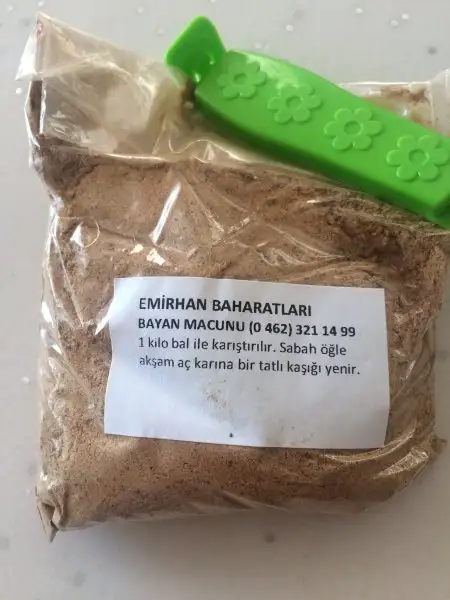 EMİRHAN BAHARATLARI
BAYAN MACUNU (0 462) 321 14 99
1 kilo bal ile karıştırılır. Sabah öğle
akşam aç karına bir tatlı kaşığı yenir.